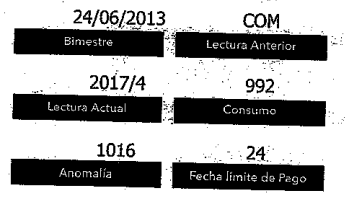 24/06/2013 COM
Bimestre Lectura Anterior
2017/4 992
Lectura Actual Consumo
1016 24
Anomalía Fecha límite de Pago